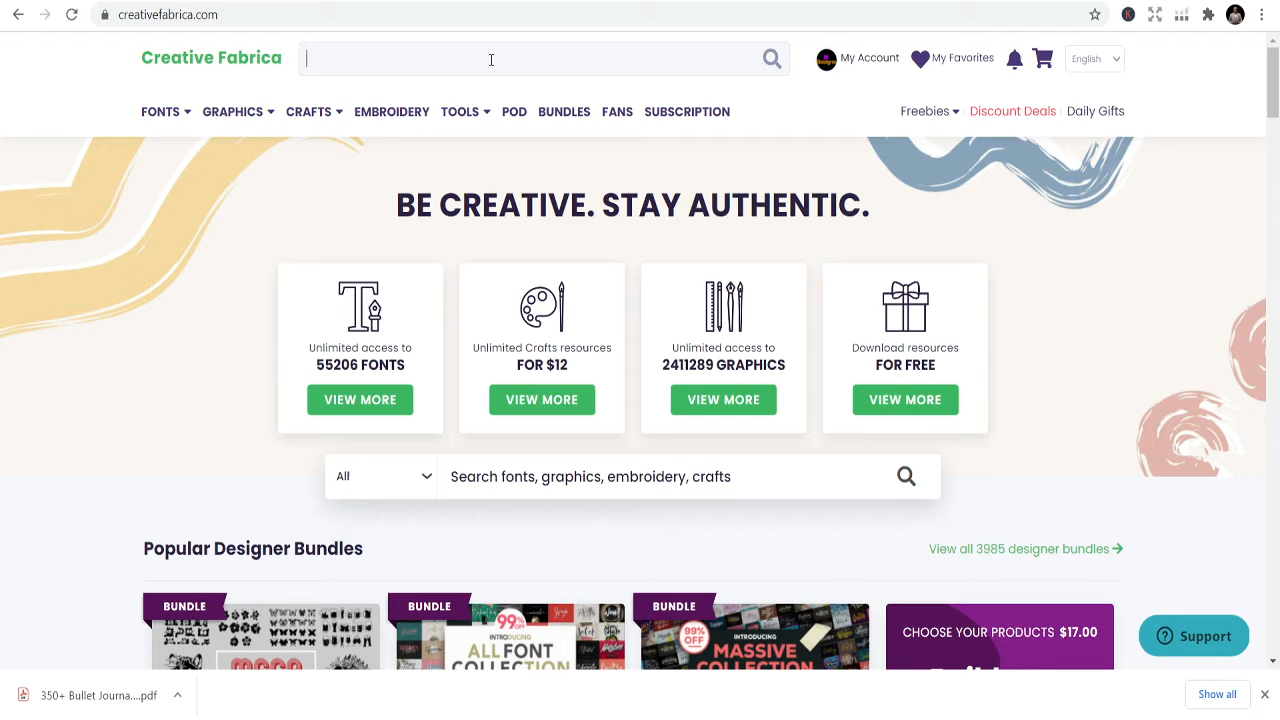 creativefabrica.com
K
Creative Fabrica
My Account
My Favorites
English
FONTS GRAPHICS CRAFTS EMBROIDERY TOOLS POD BUNDLES FANS SUBSCRIPTION
Freebies Discount Deals Daily Gifts
BE CREATIVE. STAY AUTHENTIC.
Unlimited access to
55206 FONTS
VIEW MORE
Unlimited Crafts resources
FOR $12
VIEW MORE
Unlimited access to
2411289 GRAPHICS
VIEW MORE
Download resources
FOR FREE
VIEW MORE
All
Search fonts, graphics, embroidery, crafts
Popular Designer Bundles
View all 3985 designer bundles
BUNDLE
BUNDLE
99%
OFF
INTRODUCING
ALL FONT
COLLECTION
BUNDLE
99%
OFF
INTRODUCING
MASSIVE
COLLECTION
CHOOSE YOUR PRODUCTS $17.00
Support
350+ Bullet Journa....pdf
Show all